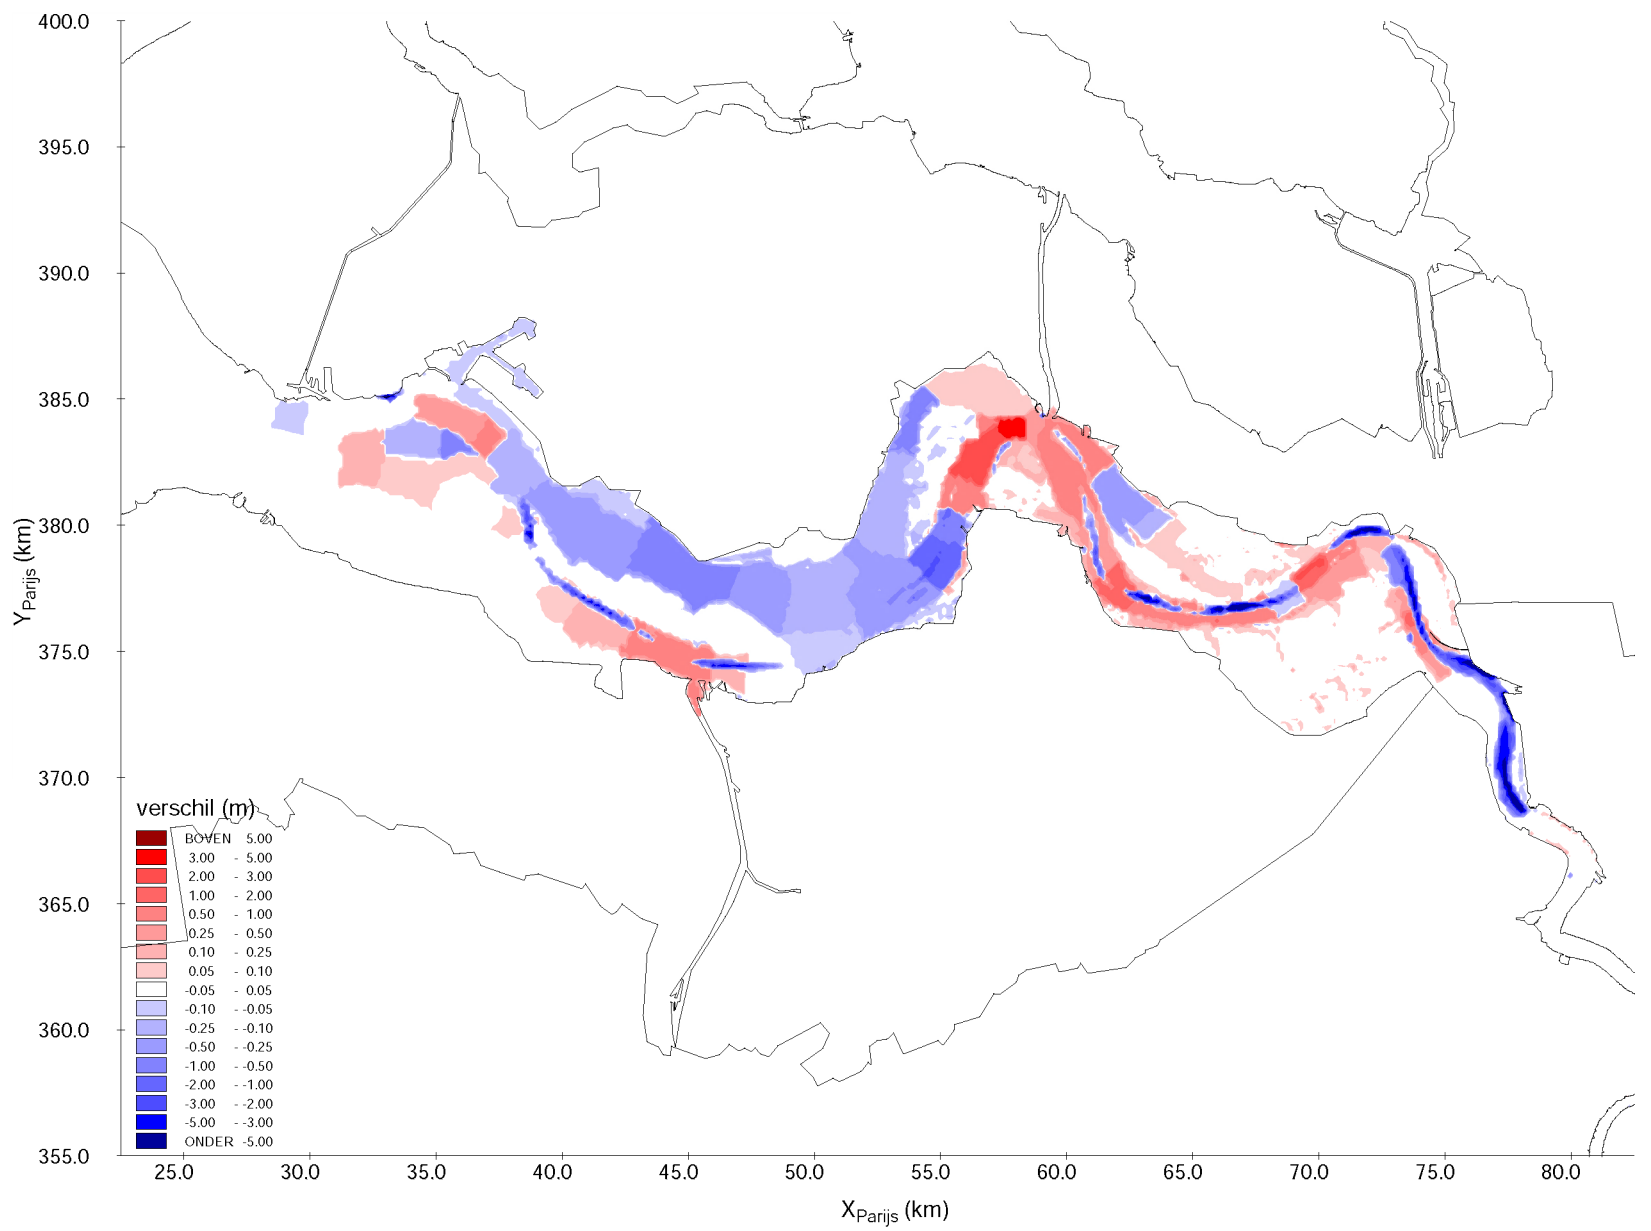 400.0
395.0
390.0
385.0
380.0
375.0
370.0
365.0
360.0
355.0
Y Parijs (km)
verschil (m)
BOVEN 5.00
3.00 - 5.00
2.00 - 3.00
1.00 - 2.00
0.50 - 1.00
0.25 - 0.50
0.10 - 0.25
0.05 - 0.10
-0.05 - 0.05
-0.10 - -0.05
-0.25 - -0.10
-0.50 - -0.25
-1.00 - -0.50
-2.00 - -1.00
-3.00 - -2.00
-5.00 - -3.00
ONDER -5.00
25.0 30.0 35.0 40.0 45.0 50.0 55.0 60.0 65.0 70.0 75.0 80.0
X Parijs (km)